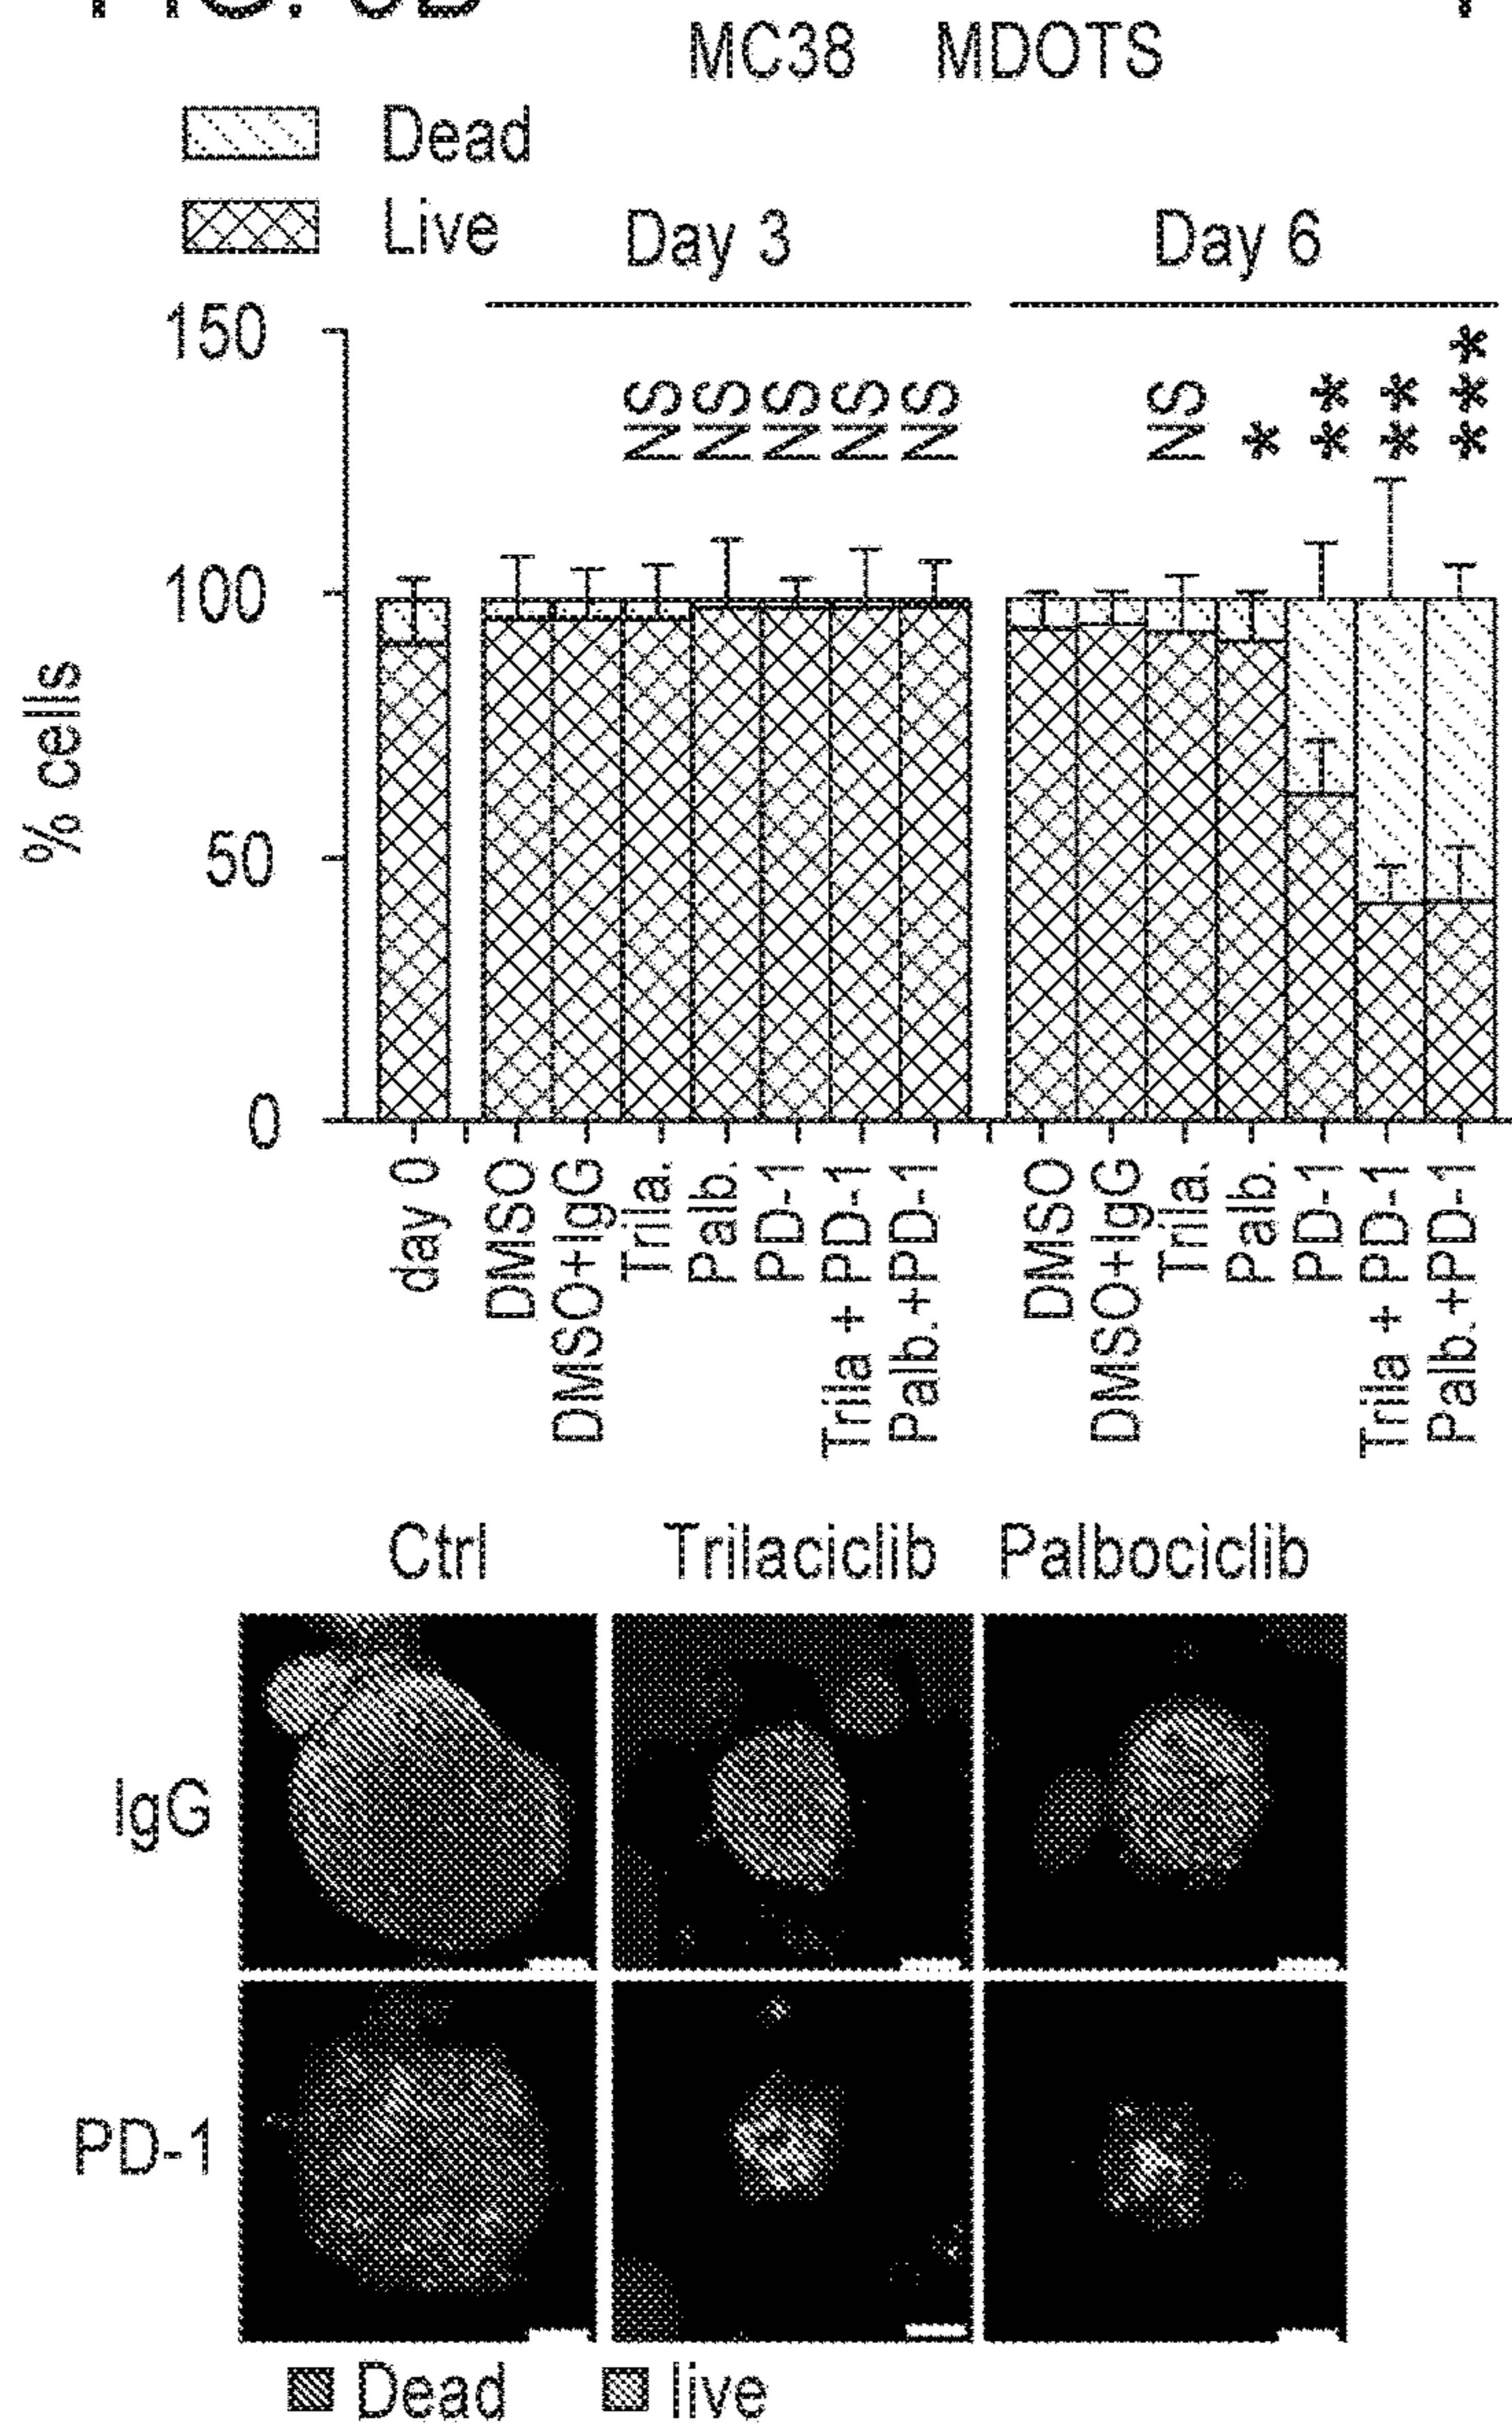 MC38 MDOTS
Dead
Live
Day 3
Day 6
150
100
50
0
% cells
NS
NS
NS
NS
NS
NS
*
**
**
***
day 0
DMSO
DMSO+IgG
Trila.
Palb.
PD-1
Trila + PD-1
Palb.+PD-1
DMSO
DMSO+IgG
Trila.
Palb.
PD-1
Trila + PD-1
Palb.+PD-1
Ctrl
Trilaciclib
Palbociclib
IgG
PD-1
Dead
live